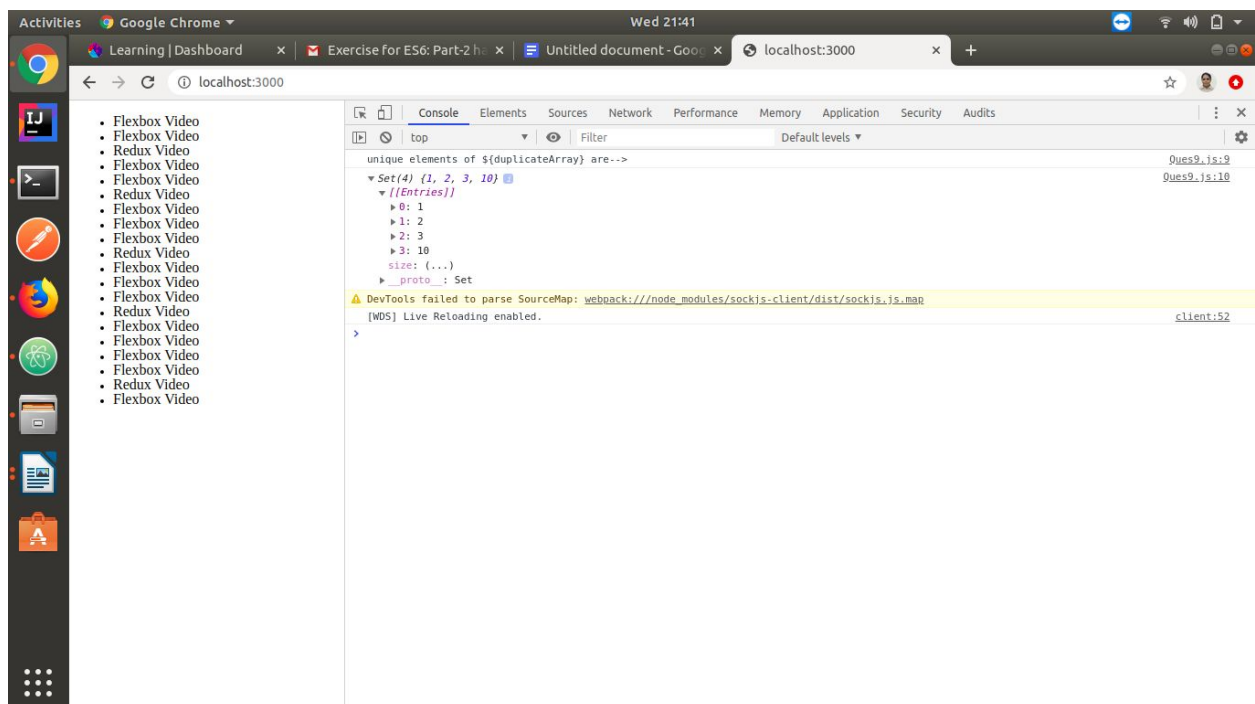 Activities Google Chrome ▾ Wed 21:41
Learning | Dashboard × Exercise for ES6: Part-2 ha × Untitled document - Goog × localhost:3000 × +
localhost:3000
Console Elements Sources Network Performance Memory Application Security Audits
top Filter Default levels ▼
Flexbox Video
Flexbox Video
Redux Video
Flexbox Video
Flexbox Video
Redux Video
Flexbox Video
Flexbox Video
Flexbox Video
Redux Video
Flexbox Video
Flexbox Video
Flexbox Video
Redux Video
Flexbox Video
Flexbox Video
Flexbox Video
Flexbox Video
Redux Video
Flexbox Video
unique elements of ${duplicateArray} are--> Ques9.js:9
Set(4) {1, 2, 3, 10} Ques9.js:10
[[Entries]]
0: 1
1: 2
2: 3
3: 10
size: (...)
__proto__: Set
DevTools failed to parse SourceMap: webpack:///node_modules/sockjs-client/dist/sockjs.js.map
[WDS] Live Reloading enabled. client:52
>
IJ